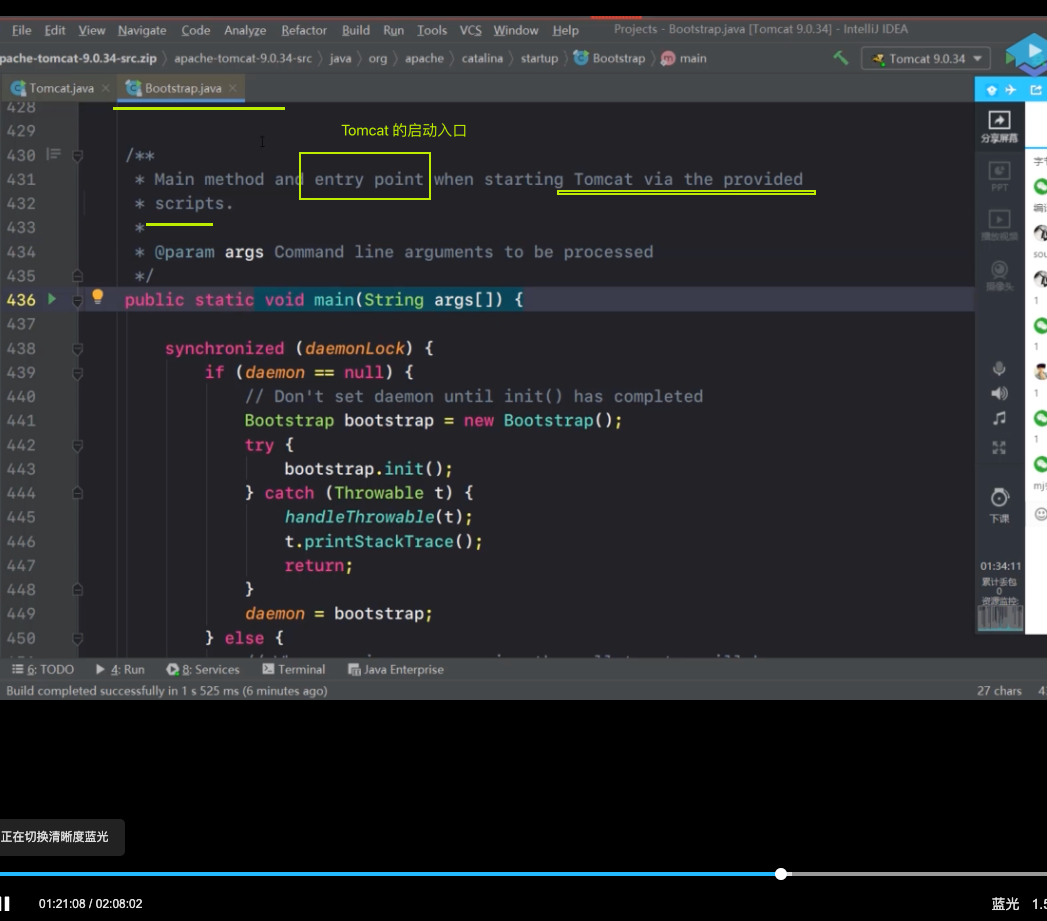 File Edit View Navigate Code Analyze Refactor Build Run Tools VCS Window Help Projects - Bootstrap.java [Tomcat 9.0.34] - IntelliJ IDEA
pache-tomcat-9.0.34-src.zip apache-tomcat-9.0.34-src java org apache catalina startup Bootstrap main Tomcat 9.0.34
Tomcat.java Bootstrap.java
428
429 Tomcat 的启动入口
430 /**
431 * Main method and entry point when starting Tomcat via the provided
432 * scripts.
433 *
434 * @param args Command line arguments to be processed
435 */
436 public static void main(String args[]) {
437
438 synchronized (daemonLock) {
439 if (daemon == null) {
440 // Don't set daemon until init() has completed
441 Bootstrap bootstrap = new Bootstrap();
442 try {
443 bootstrap.init();
444 } catch (Throwable t) {
445 handleThrowable(t);
446 t.printStackTrace();
447 return;
448 }
449 daemon = bootstrap;
450 } else {
分享屏幕
PPT
播放视频
摄像头
下课
01:34:11
累计丢包
0
资源监控:
6: TODO 4: Run 8: Services Terminal Java Enterprise
Build completed successfully in 1 s 525 ms (6 minutes ago) 27 chars
正在切换清晰度蓝光
01:21:08 / 02:08:02 蓝光 1.5